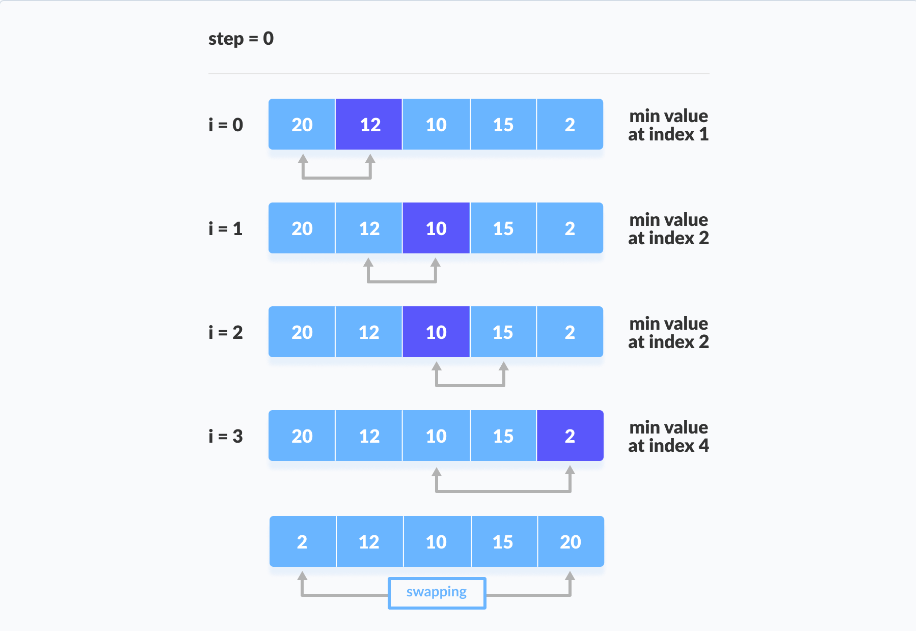 step = 0
i = 0 20 12 10 15 2 min value
at index 1
i = 1 20 12 10 15 2 min value
at index 2
i = 2 20 12 10 15 2 min value
at index 2
i = 3 20 12 10 15 2 min value
at index 4
2 12 10 15 20
swapping